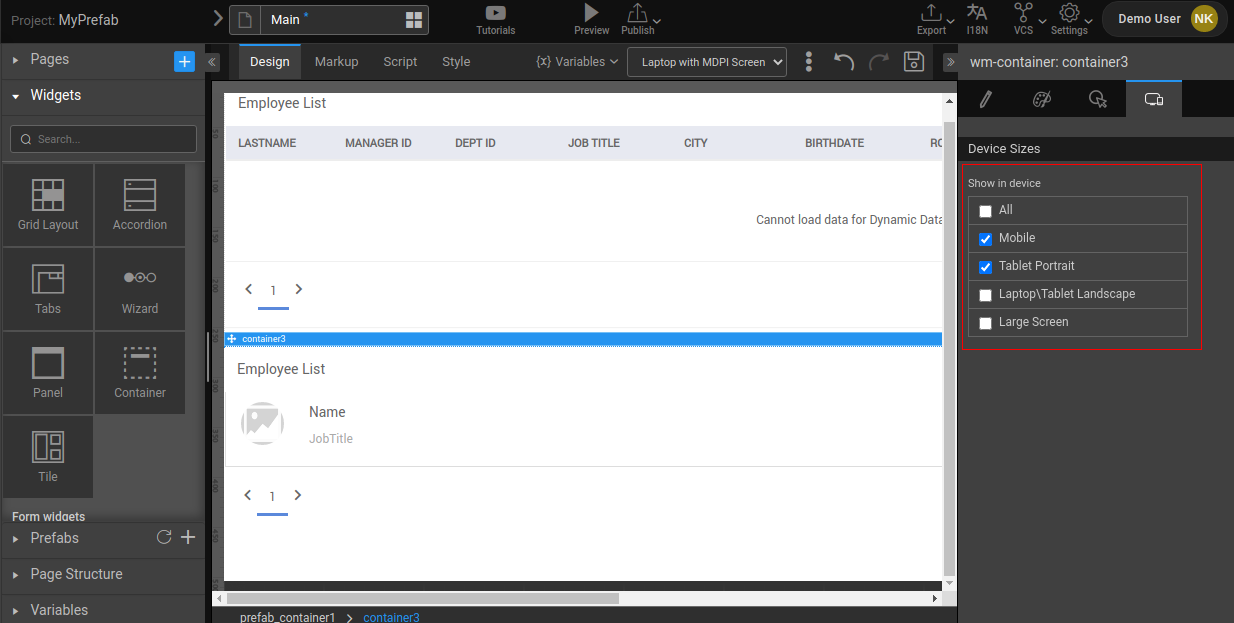 Project: MyPrefab
Main *
Tutorials
Preview
Publish
Export
I18N
VCS
Settings
Demo User
NK
Pages
+
Widgets
Search...
Grid Layout
Accordion
Tabs
Wizard
Panel
Container
Tile
Form widgets
Prefabs
Page Structure
Variables
Design
Markup
Script
Style
{x} Variables
Laptop with MDPI Screen
Employee List
LASTNAME MANAGER ID DEPT ID JOB TITLE CITY BIRTHDATE
Cannot load data for Dynamic Data
1
container3
Employee List
Name
JobTitle
1
prefab_container1 > container3
wm-container: container3
Device Sizes
Show in device
All
Mobile
Tablet Portrait
Laptop\Tablet Landscape
Large Screen